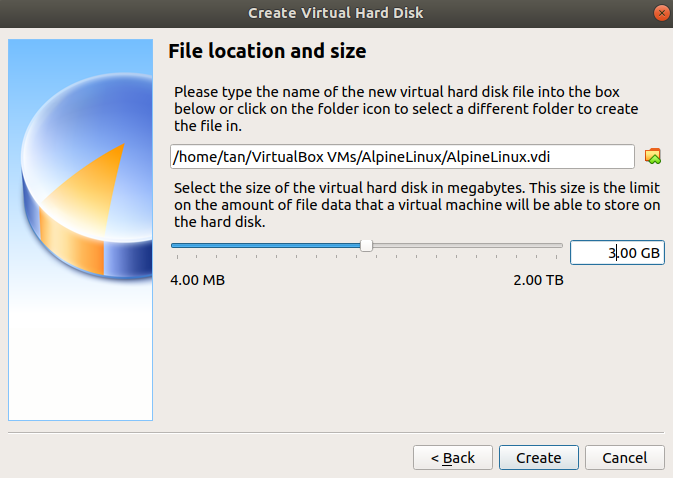 Create Virtual Hard Disk
File location and size
Please type the name of the new virtual hard disk file into the box
below or click on the folder icon to select a different folder to create
the file in.
/home/tan/VirtualBox VMs/AlpineLinux/AlpineLinux.vdi
Select the size of the virtual hard disk in megabytes. This size is the limit
on the amount of file data that a virtual machine will be able to store on
the hard disk.
3.00 GB
4.00 MB 2.00 TB
< Back Create Cancel